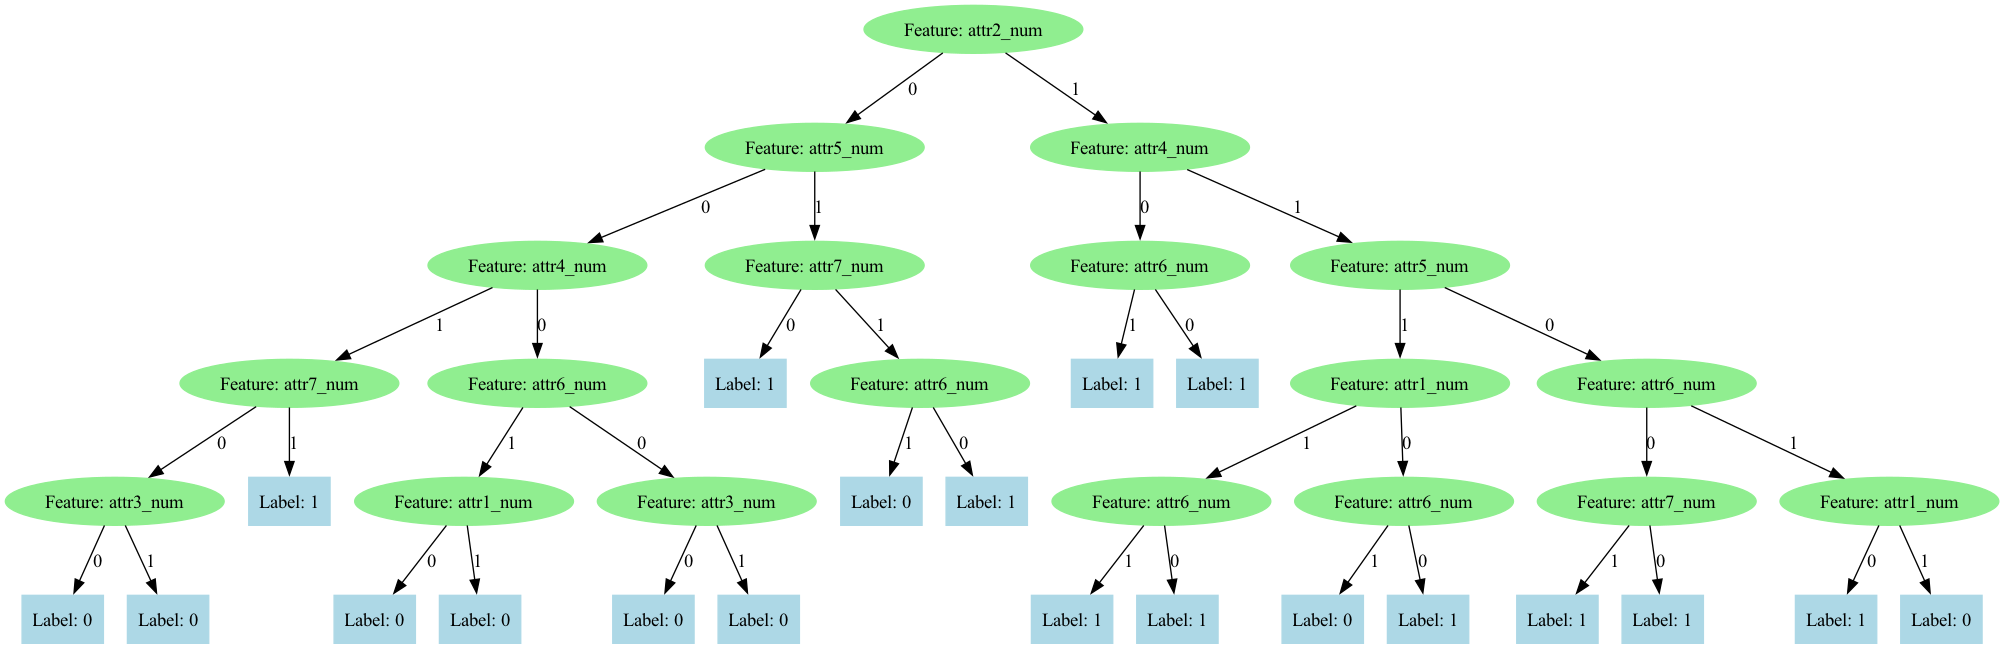 Feature: attr2_num
0
1
Feature: attr5_num
Feature: attr4_num
0
1
0
1
Feature: attr4_num
Feature: attr7_num
Feature: attr6_num
Feature: attr5_num
1
0
0
1
1
0
1
0
Feature: attr7_num
Feature: attr6_num
Label: 1
Feature: attr6_num
Label: 1
Label: 1
Feature: attr1_num
Feature: attr6_num
0
1
1
0
1
0
1
0
0
1
Feature: attr3_num
Label: 1
Feature: attr1_num
Feature: attr3_num
Label: 0
Label: 1
Feature: attr6_num
Feature: attr6_num
Feature: attr7_num
Feature: attr1_num
0
1
0
1
0
1
1
0
1
0
1
0
0
1
Label: 0
Label: 0
Label: 0
Label: 0
Label: 0
Label: 0
Label: 1
Label: 1
Label: 0
Label: 1
Label: 1
Label: 1
Label: 1
Label: 0